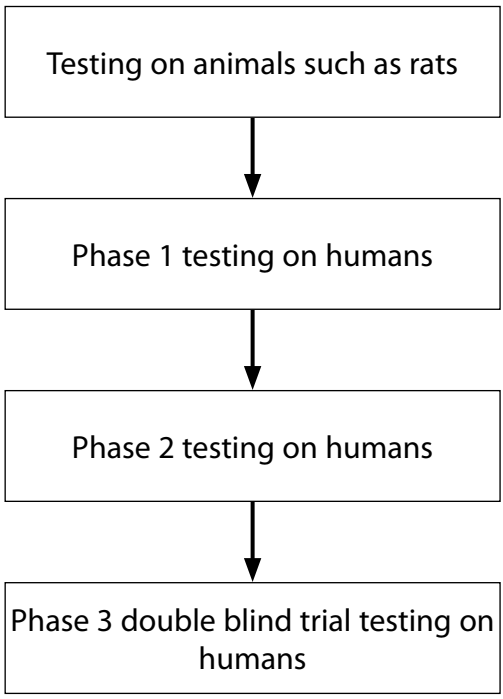 Testing on animals such as rats
Phase 1 testing on humans
Phase 2 testing on humans
Phase 3 double blind trial testing on
humans